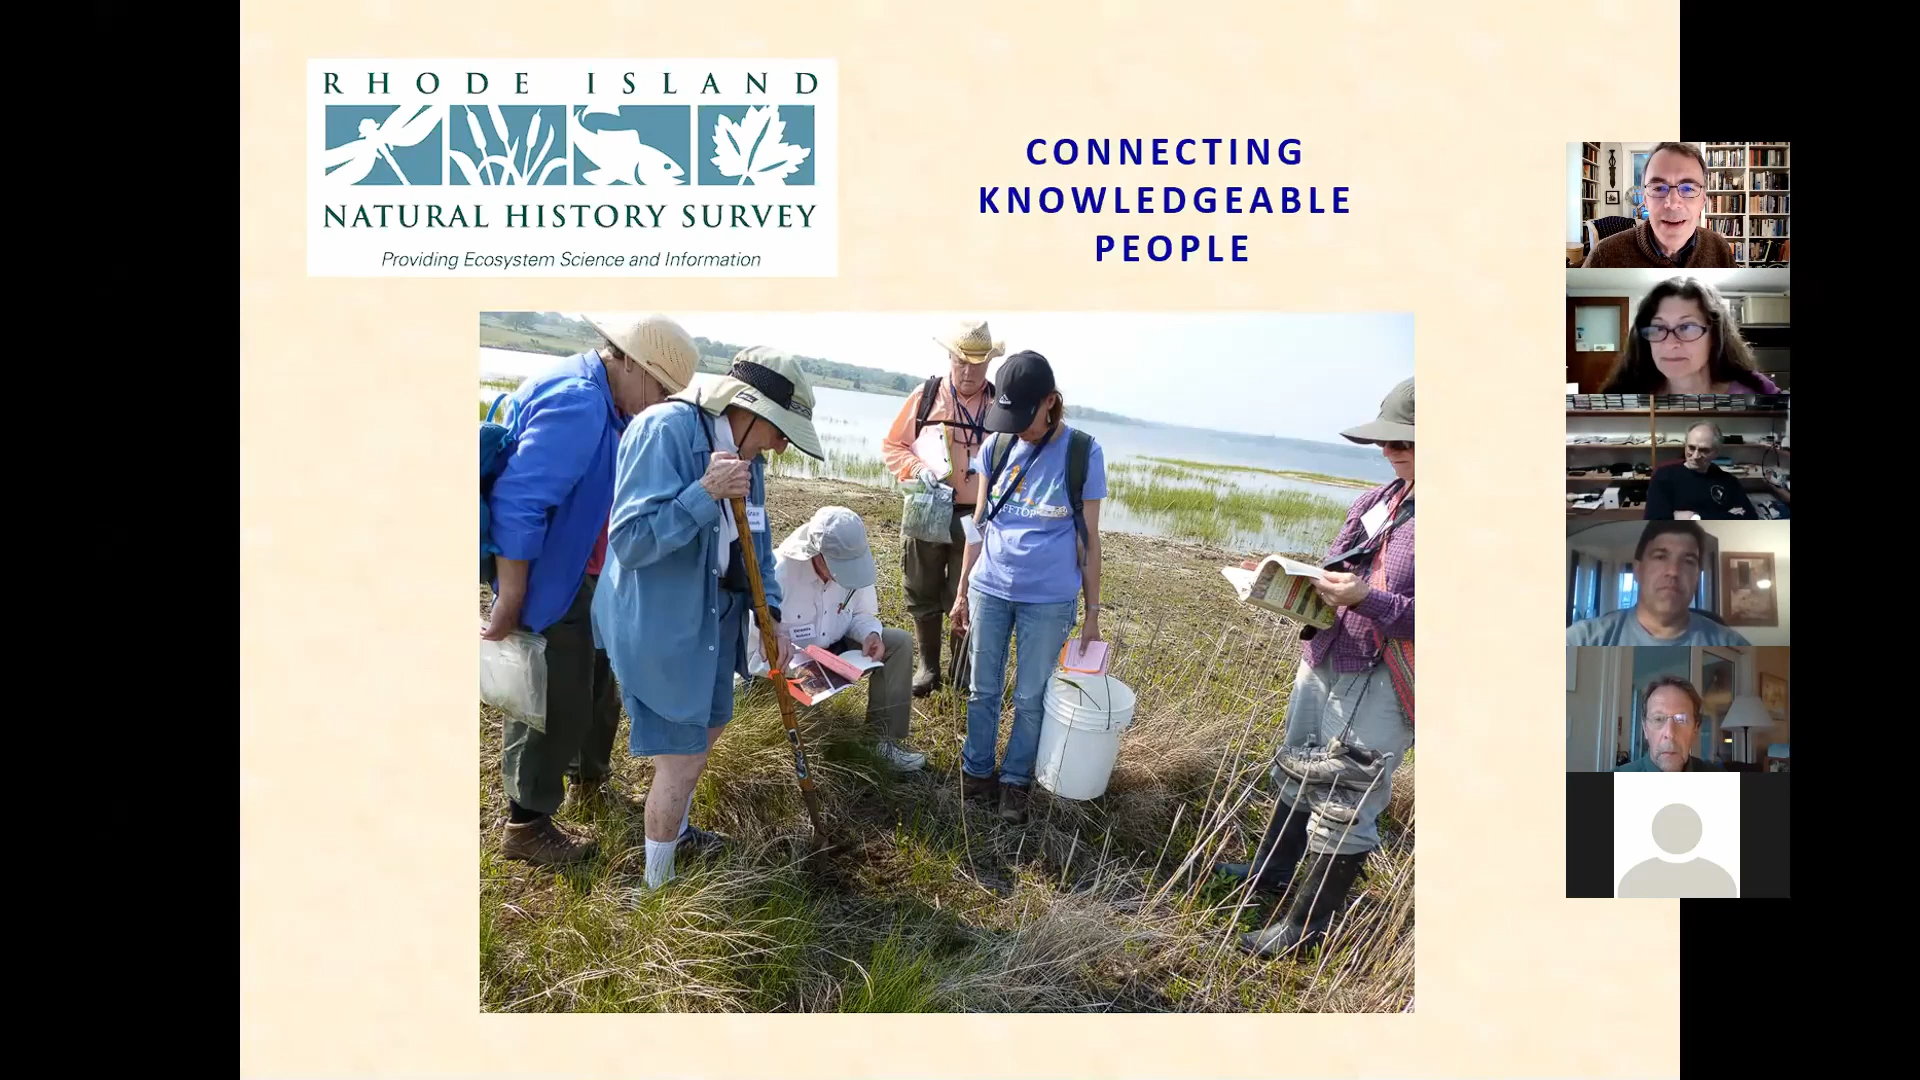 RHODE ISLAND
NATURAL HISTORY SURVEY
Providing Ecosystem Science and Information
CONNECTING
KNOWLEDGEABLE
PEOPLE